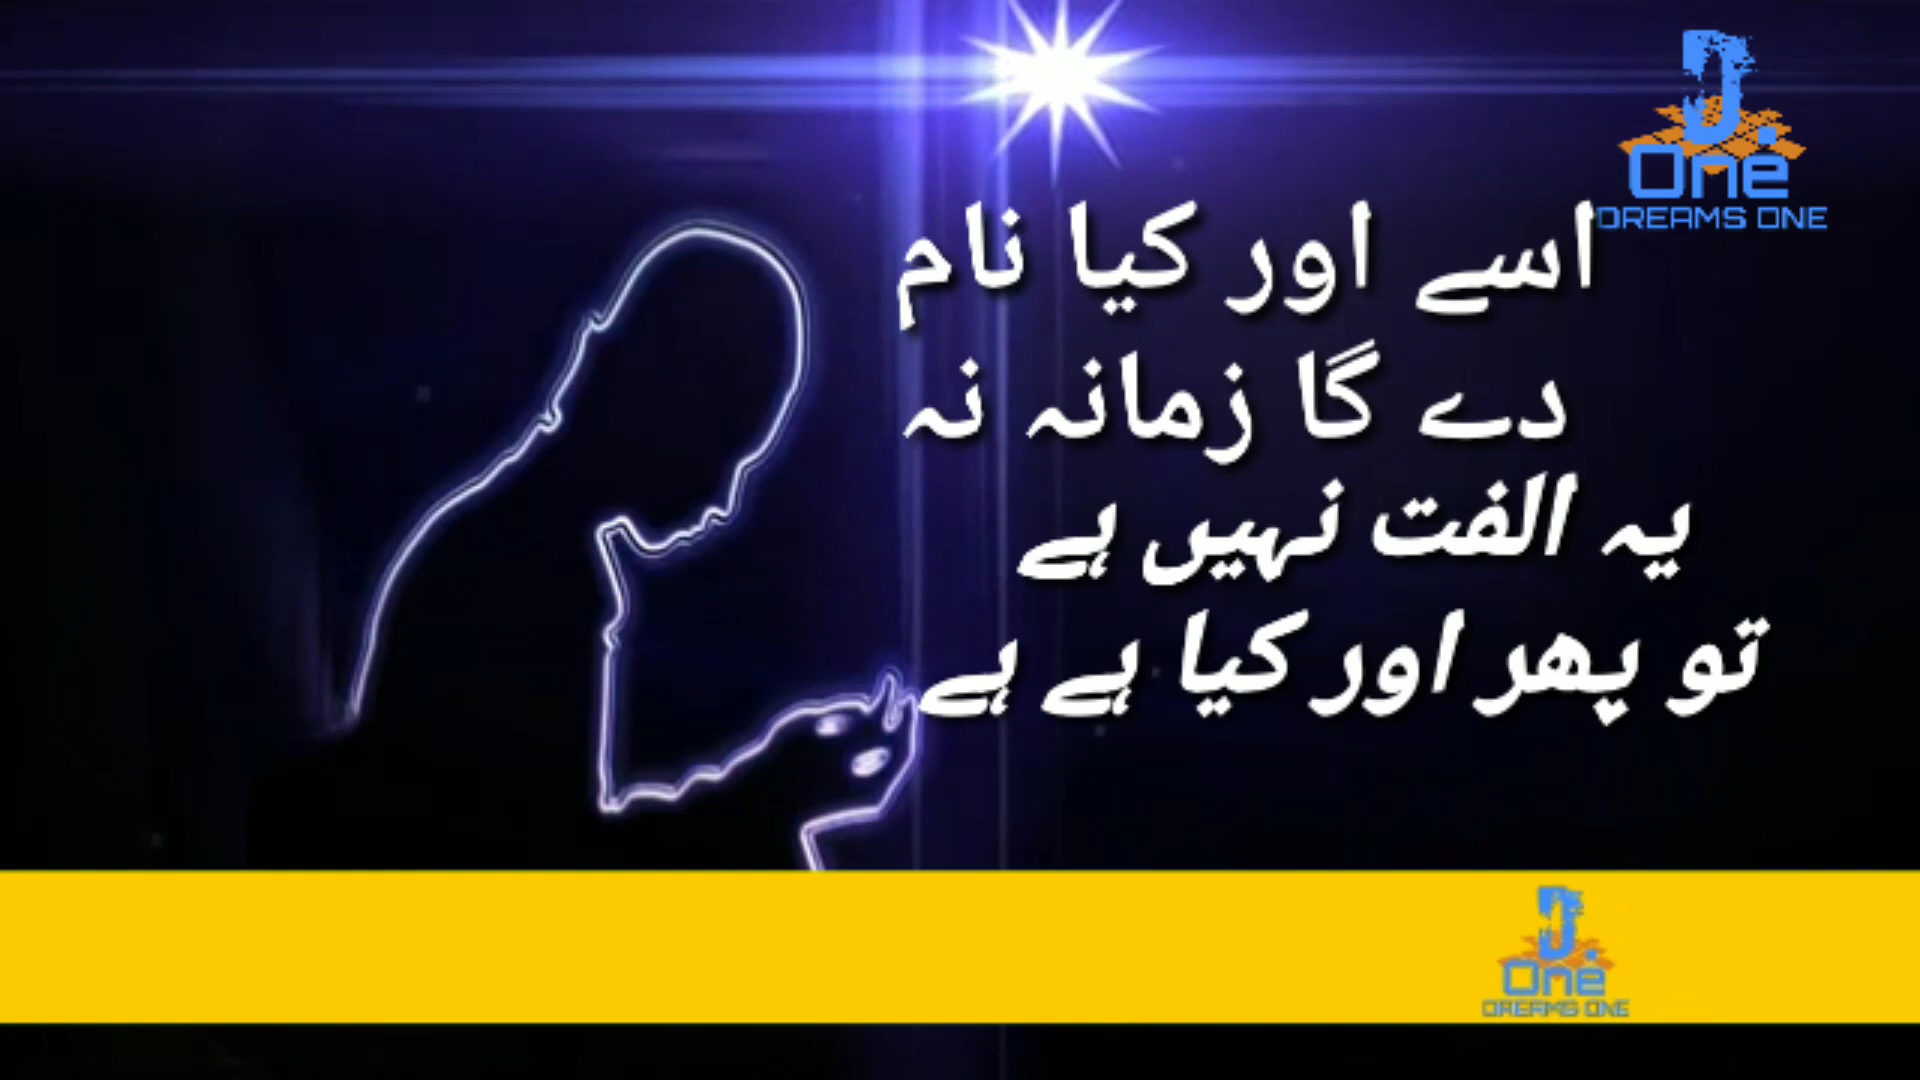 D.
One
DREAMS ONE
اسے اور کیا نام
دے گا زمانہ نہ
یہ الفت نہیں ہے
تو پھر اور کیا ہے ہے
D.
One
DREAMS ONE